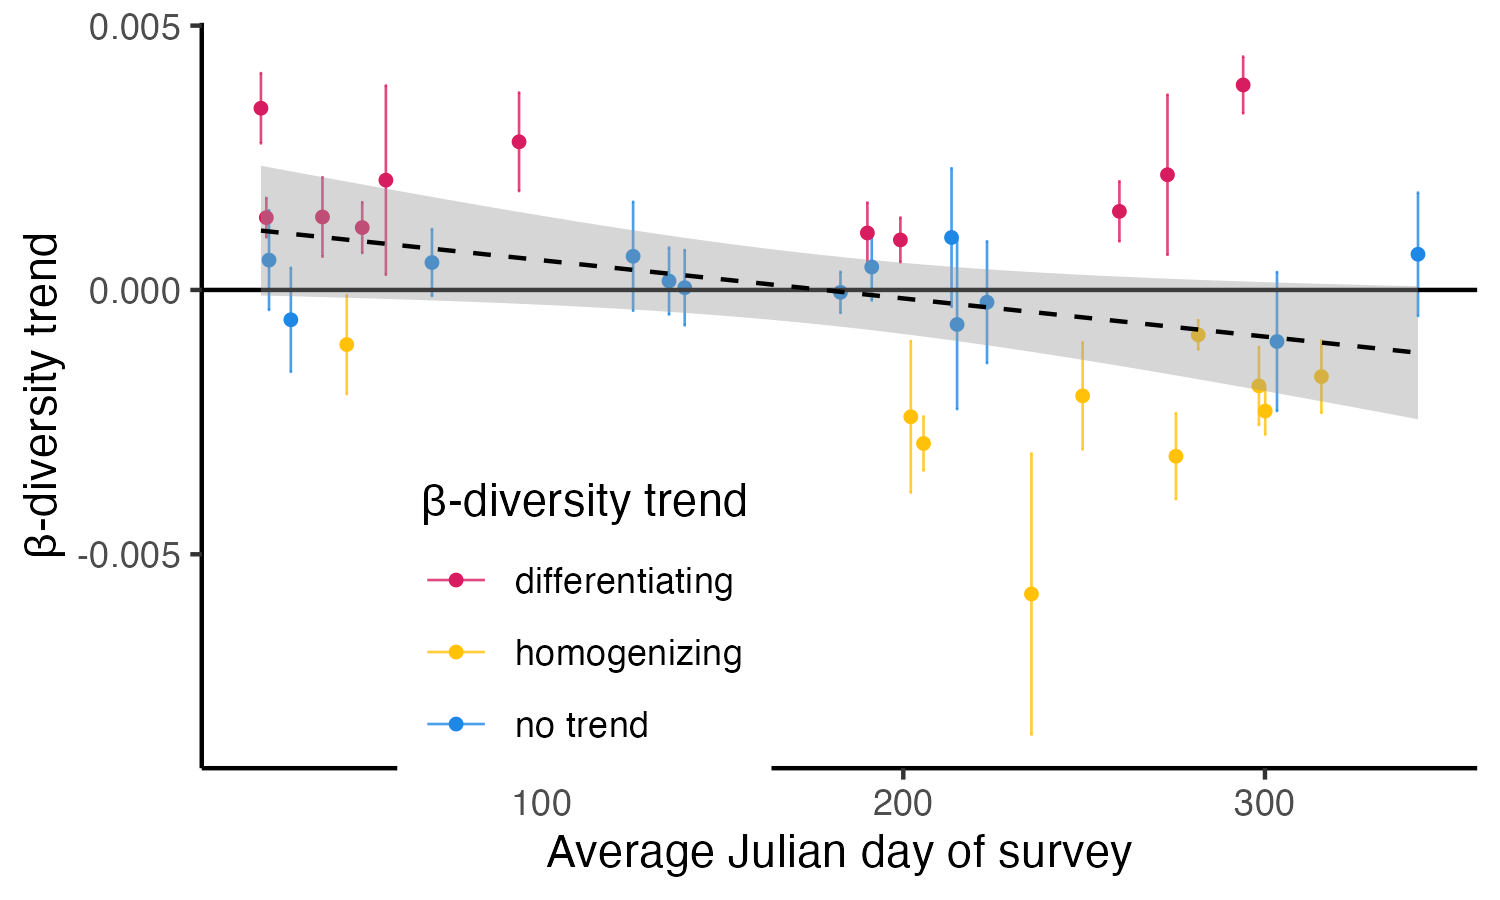 0.005
0.000
-0.005
β-diversity trend
β-diversity trend
differentiating
homogenizing
no trend
100 200 300
Average Julian day of survey